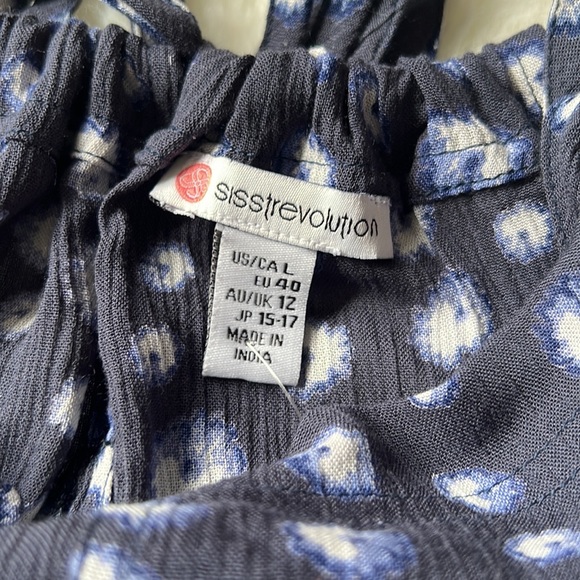 sisstrevolution
US/CA L
EU 40
AU/UK 12
JP 15-17
MADE IN
INDIA